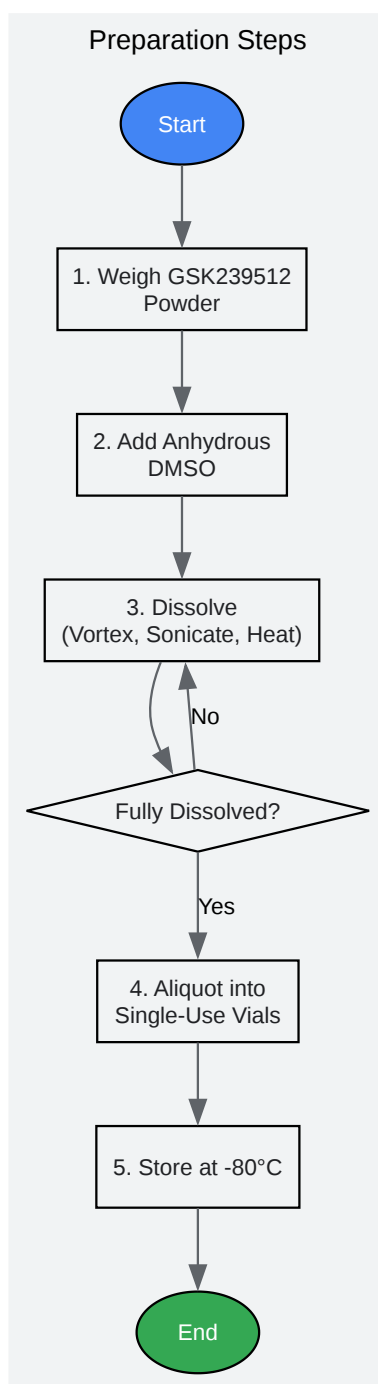 Preparation Steps
Start
1. Weigh GSK239512
Powder
2. Add Anhydrous
DMSO
3. Dissolve
(Vortex, Sonicate, Heat)
No
Fully Dissolved?
Yes
4. Aliquot into
Single-Use Vials
5. Store at -80°C
End